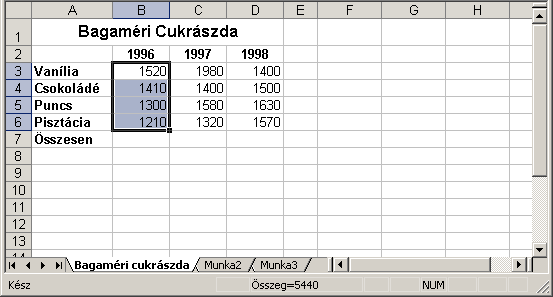 A B C D E F G H
1 Bagaméri Cukrászda
2 1996 1997 1998
3 Vanília 1520 1980 1400
4 Csokoládé 1410 1400 1500
5 Puncs 1300 1580 1630
6 Pisztácia 1210 1320 1570
7 Összesen
8
9
10
11
12
13
14
Bagaméri cukrászda Munka2 Munka3
Kész Összeg=5440 NUM